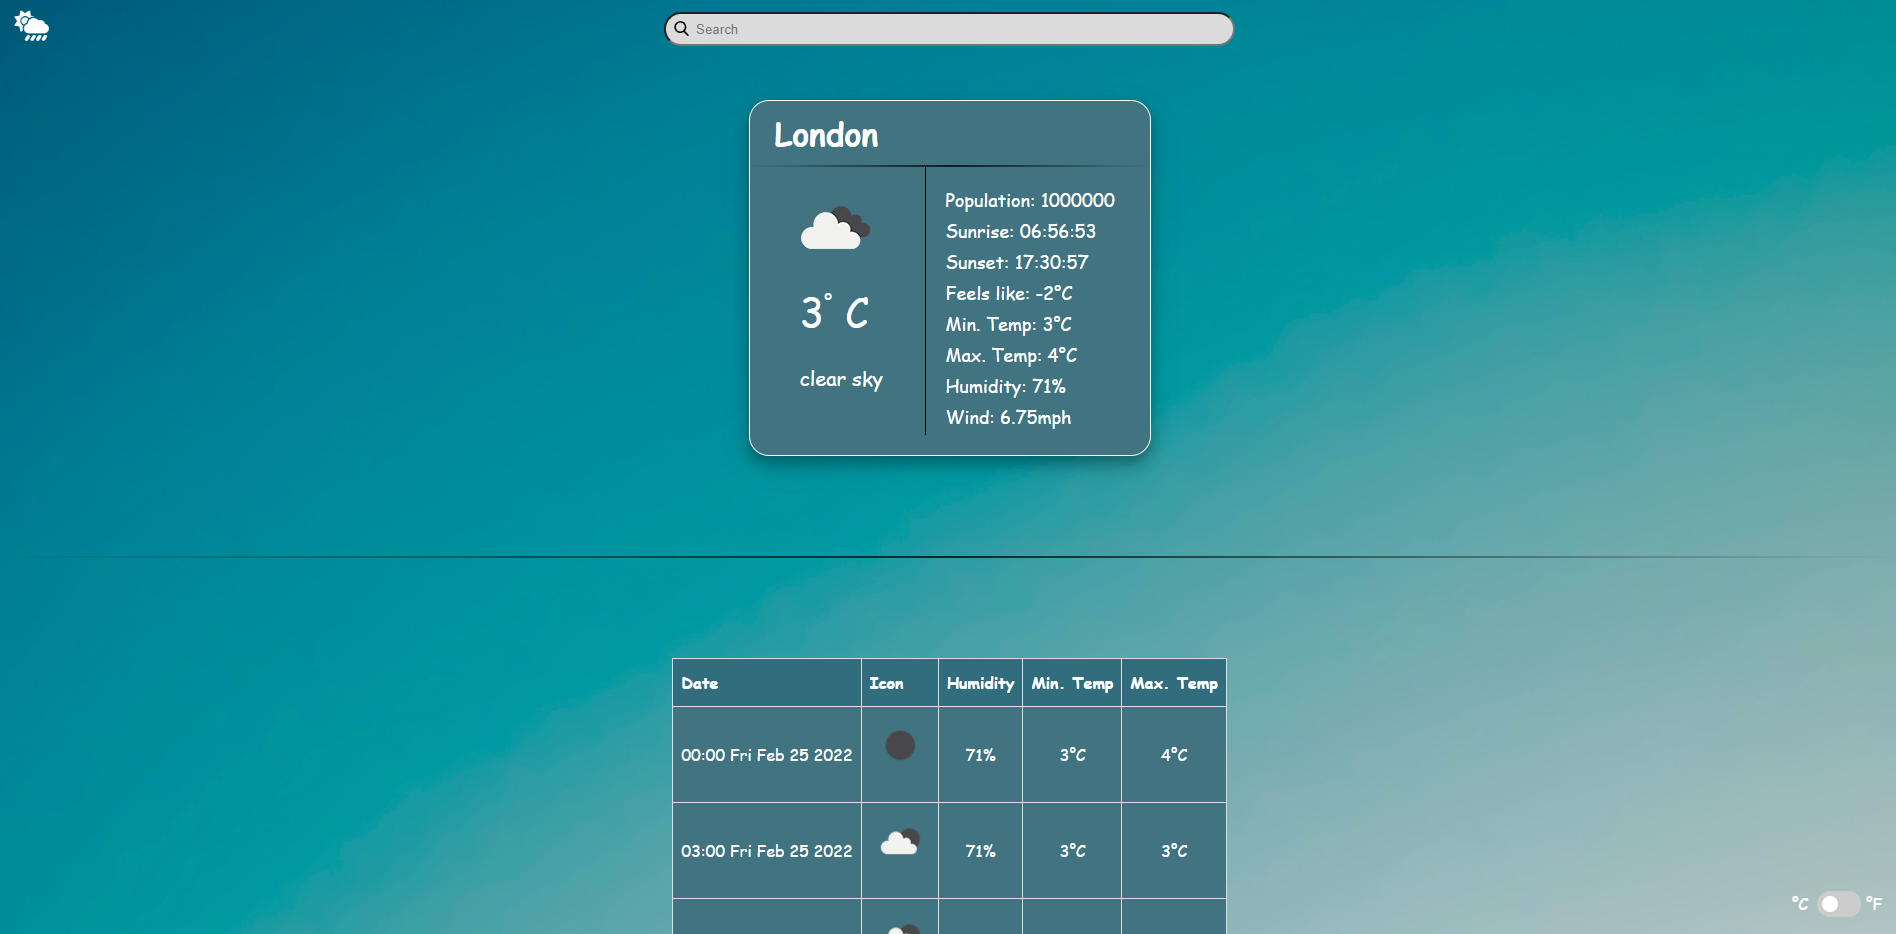 Search
London
3° C
clear sky
Population: 1000000
Sunrise: 06:56:53
Sunset: 17:30:57
Feels like: -2°C
Min. Temp: 3°C
Max. Temp: 4°C
Humidity: 71%
Wind: 6.75mph
Date Icon Humidity Min. Temp Max. Temp
00:00 Fri Feb 25 2022 71% 3°C 4°C
03:00 Fri Feb 25 2022 71% 3°C 3°C
°C °F